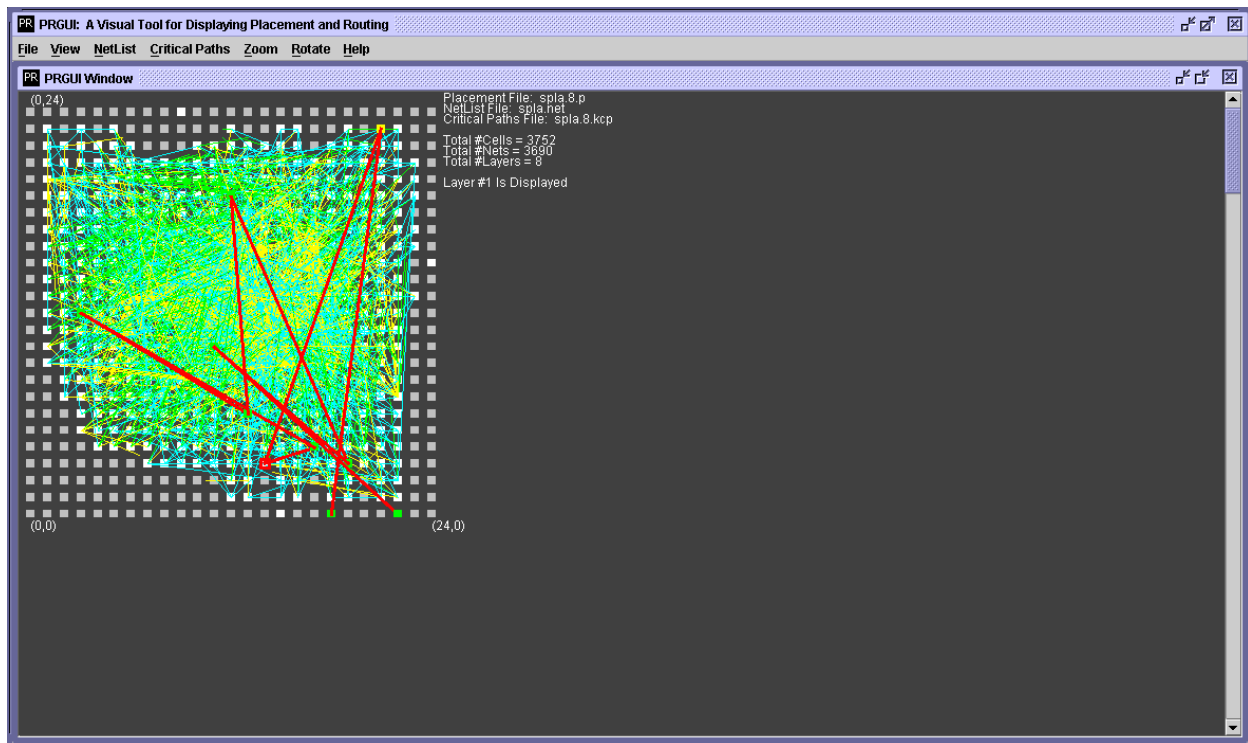 PR PRGUI: A Visual Tool for Displaying Placement and Routing
File View NetList Critical Paths Zoom Rotate Help
PR PRGUI Window
(0,24)
Placement File: spla.8.p
NetList File: spla.net
Critical Paths File: spla.8.kcp
Total #Cells = 3752
Total #Nets = 3690
Total #Layers = 8
Layer #1 Is Displayed
(0,0)
(24,0)